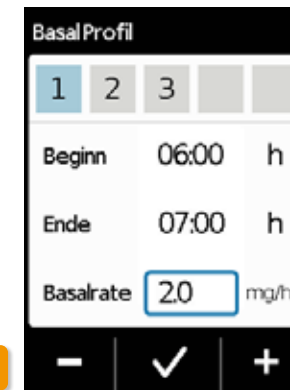 Basal Profil
1 2 3
Beginn 06:00 h
Ende 07:00 h
Basalrate 2.0 mg/h
− ✓ +